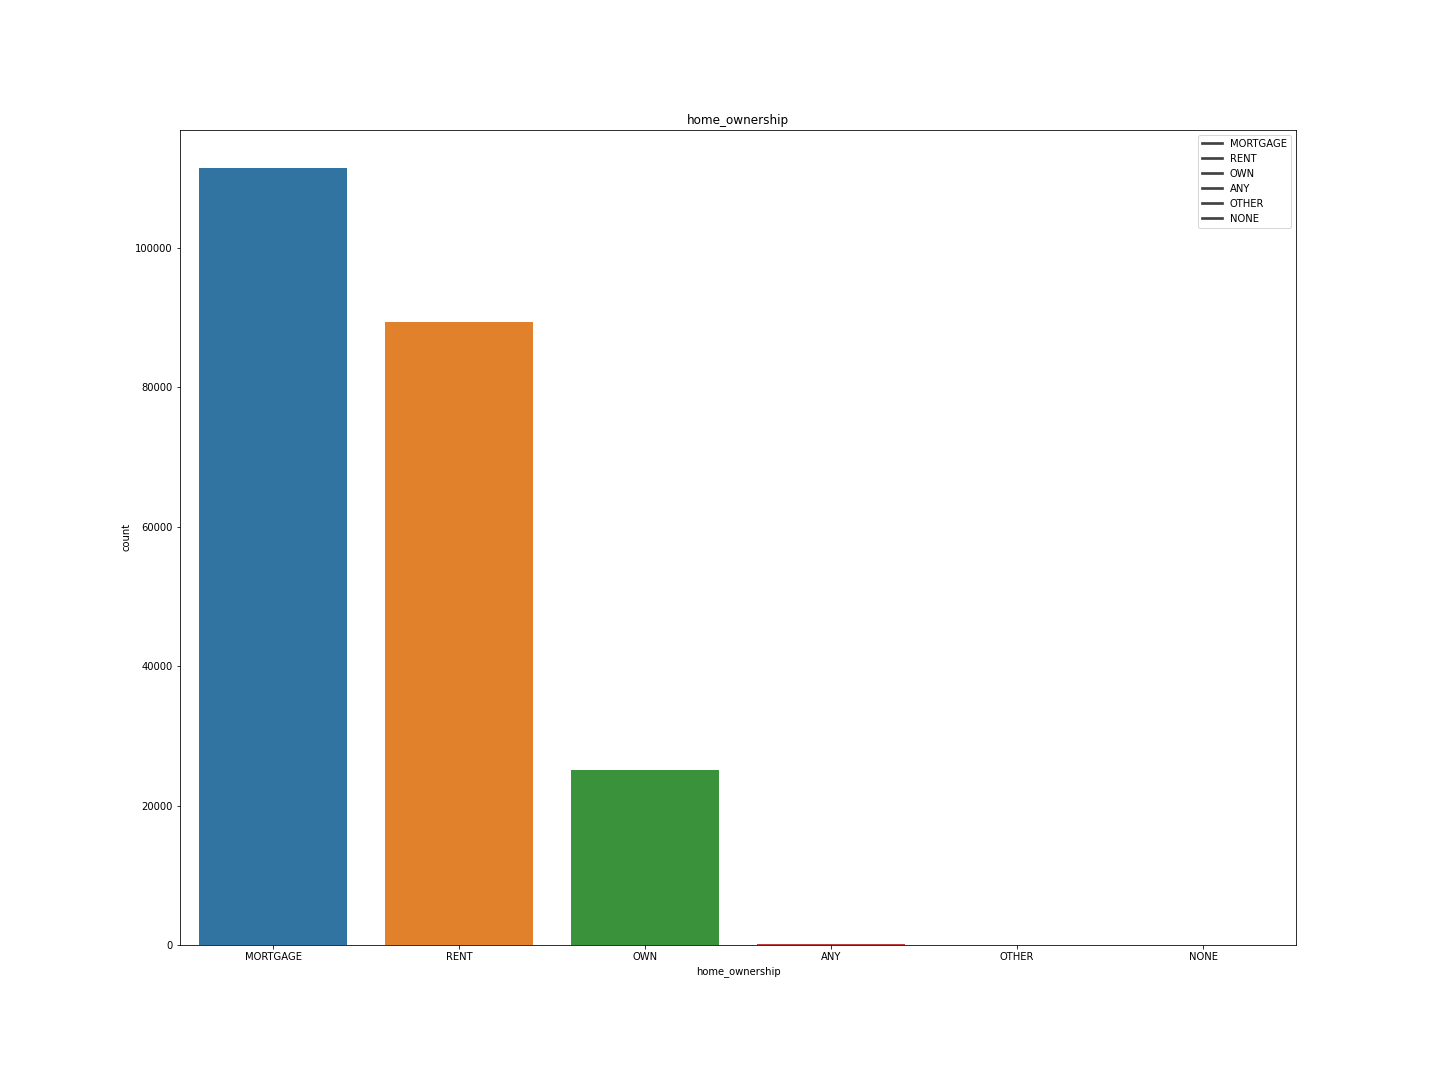 home_ownership
MORTGAGE
RENT
OWN
ANY
OTHER
NONE
100000
80000
60000
40000
20000
0
count
MORTGAGE RENT OWN ANY OTHER NONE
home_ownership